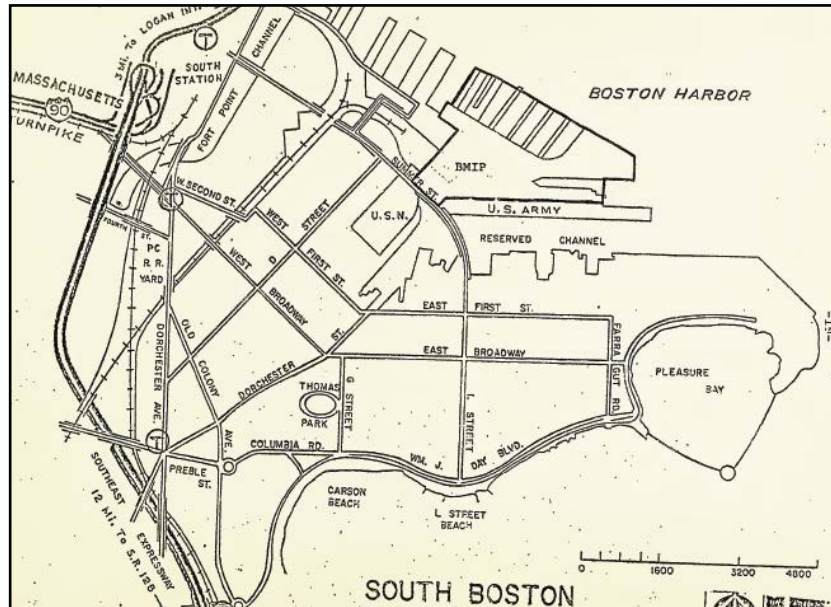 3 MI. TO LOGAN INT'L
T
SOUTH
STATION
CHANNEL
FORT POINT
MASSACHUSETTS
90
TURNPIKE
BOSTON HARBOR
BMIP
SUMMER ST.
U. S. ARMY
U.S.N.
RESERVED CHANNEL
W. SECOND ST.
FOURTH ST.
PC
R. R.
YARD
WEST FIRST ST.
D STREET
WEST BROADWAY
EAST FIRST ST.
EAST BROADWAY
FARRA
GUT RD.
PLEASURE
BAY
OLD COLONY AVE.
DORCHESTER AVE.
DORCHESTER ST.
THOMAS
PARK
G STREET
L STREET
COLUMBIA RD.
WM. J. DAY BLVD.
PREBLE
ST.
T
CARSON
BEACH
L STREET
BEACH
SOUTHEAST EXPRESSWAY
12 MI. TO S.R. 128
0 1600 3200 4800
SOUTH BOSTON